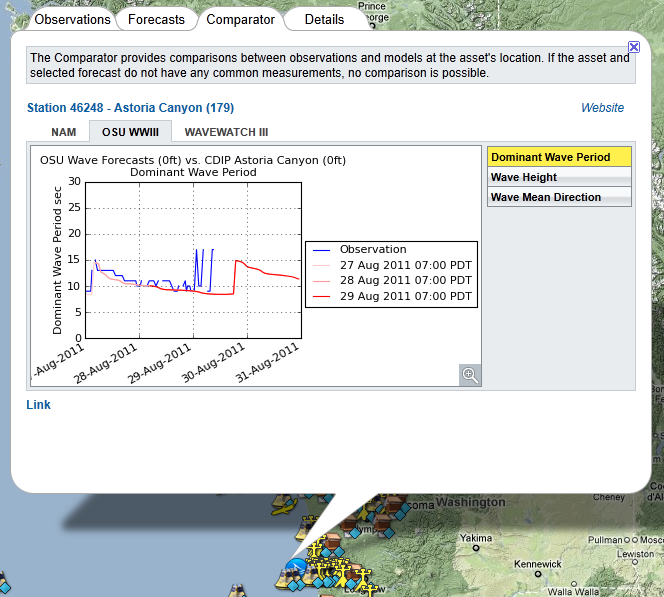 Prince
George
Observations Forecasts Comparator Details
The Comparator provides comparisons between observations and models at the asset's location. If the asset and
selected forecast do not have any common measurements, no comparison is possible.
Station 46248 - Astoria Canyon (179) Website
NAM OSU WWIII WAVEWATCH III
OSU Wave Forecasts (0ft) vs. CDIP Astoria Canyon (0ft)
Dominant Wave Period
Dominant Wave Period sec
30
25
20
15
10
5
0
-Aug-2011 28-Aug-2011 29-Aug-2011 30-Aug-2011 31-Aug-2011
Observation
27 Aug 2011 07:00 PDT
28 Aug 2011 07:00 PDT
29 Aug 2011 07:00 PDT
Dominant Wave Period
Wave Height
Wave Mean Direction
Link
Washington
Cheney
d'Al
Yakima
Pullman
Mosc
Lewiston
Kennewick
Walla Walla